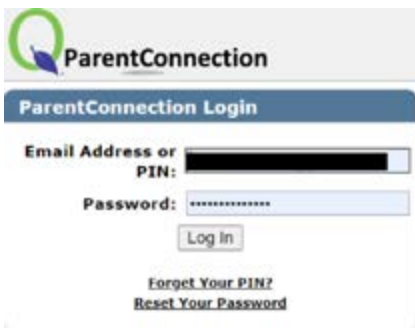 ParentConnection
ParentConnection Login
Email Address or
PIN:
Password: ••••••••••••••
Log In
Forget Your PIN?
Reset Your Password